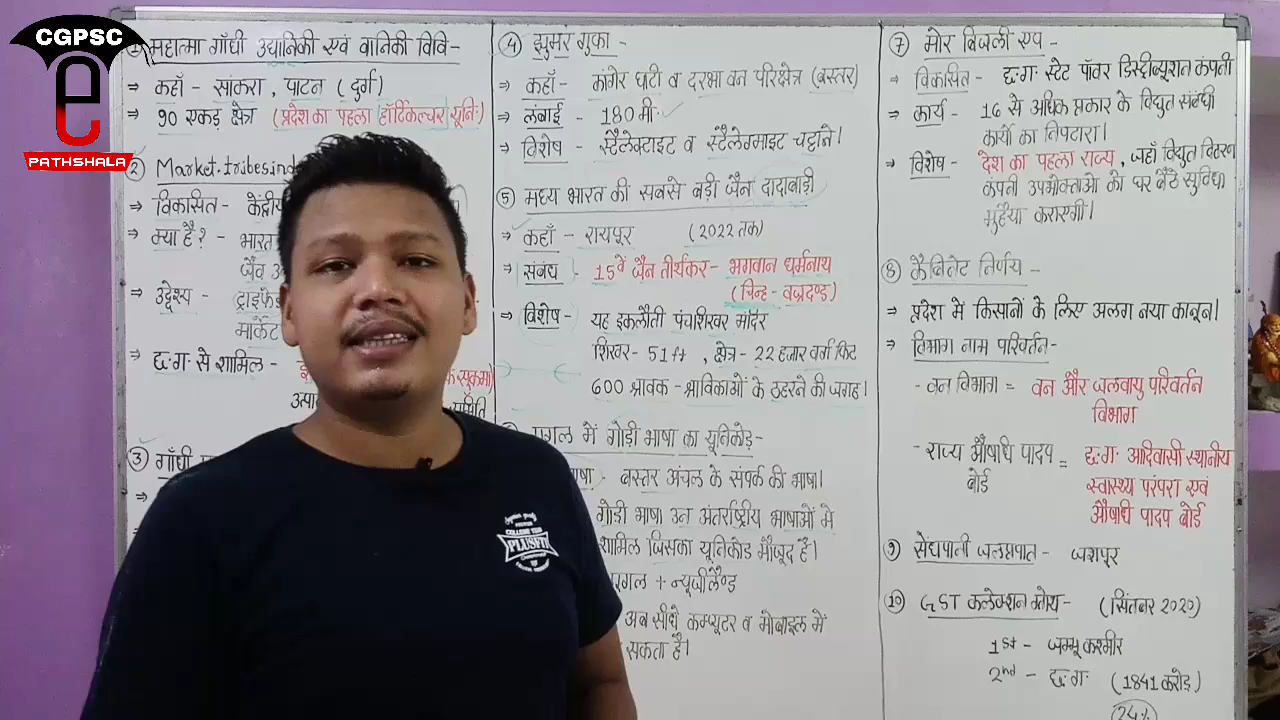 CGPSC
e
PATHSHALA
① महात्मा गाँधी उद्यानिकी एवं वानिकी विवि-
⇒ कहाँ - सांकरा, पाटन (दुर्ग)
⇒ 90 एकड़ क्षेत्र (प्रदेश का पहला हॉर्टिकल्चर यूनिः)
② Market.tribesind
⇒ विकासित - केंद्रीय
⇒ क्या है? - भारत
जैव
⇒ उद्देश्य - ट्राइफेड
मार्केट
⇒ छ.ग. से शामिल -
सुकमा)
③ गाँधी
④ झुमर गुफा -
⇒ कहाँ - कांगेर घाटी व दरभा वन परिक्षेत्र (बस्तर)
⇒ लंबाई - 180 मी.
⇒ विशेष - स्टैलेक्टाइट व स्टैलेग्माइट चट्टाने।
⑤ मध्य भारत की सबसे बड़ी जैन दादाबाड़ी
⇒ कहाँ - रायपुर (2022 तक)
⇒ संबंध - 15वें जैन तीर्थंकर - भगवान धर्मनाथ
(चिन्ह - वज्रदण्ड)
⇒ विशेष - यह इकलौती पंचशिखर मंदिर
शिखर - 51 ft, क्षेत्र - 22 हजार वर्ग फिट
600 श्रावक - श्राविकाओं के ठहरने की जगह।
गूगल में गोंडी भाषा का यूनिकोड़ -
भाषा - बस्तर अंचल के संपर्क की भाषा।
गोंडी भाषा उन अंतर्राष्ट्रीय भाषाओं में
शामिल जिसका यूनिकोड मौजूद है।
गूगल + न्यूजीलैण्ड
अब सीधे कम्प्यूटर व मोबाइल में
सकता है।
⑦ मोर बिजली एप -
⇒ विकासित - छ.ग. स्टेट पॉवर डिस्ट्रीब्यूशन कंपनी
⇒ कार्य - 16 से अधिक प्रकार के विद्युत संबंधी
कार्यों का निपटारा।
⇒ विशेष - देश का पहला राज्य, जहाँ विद्युत वितरण
कंपनी उपभोक्ताओं को घर बैठे सुविधा
मुहैया कराएगी।
⑧ कैबिनेट निर्णय -
⇒ प्रदेश में किसानों के लिए अलग नया कानून।
⇒ विभाग नाम परिवर्तन -
- वन विभाग = वन और जलवायु परिवर्तन
विभाग
- राज्य औषधि पादप बोर्ड = छ.ग. आदिवासी स्थानीय
स्वास्थ्य परंपरा एवं
औषधि पादप बोर्ड
⑨ सेंधपानी जलप्रपात - जशपुर
⑩ GST कलेक्शन ग्रोथ - (सितंबर 2020)
1st - जम्मू कश्मीर
2nd - छ.ग. (1841 करोड़)
24%
PLUSFTR